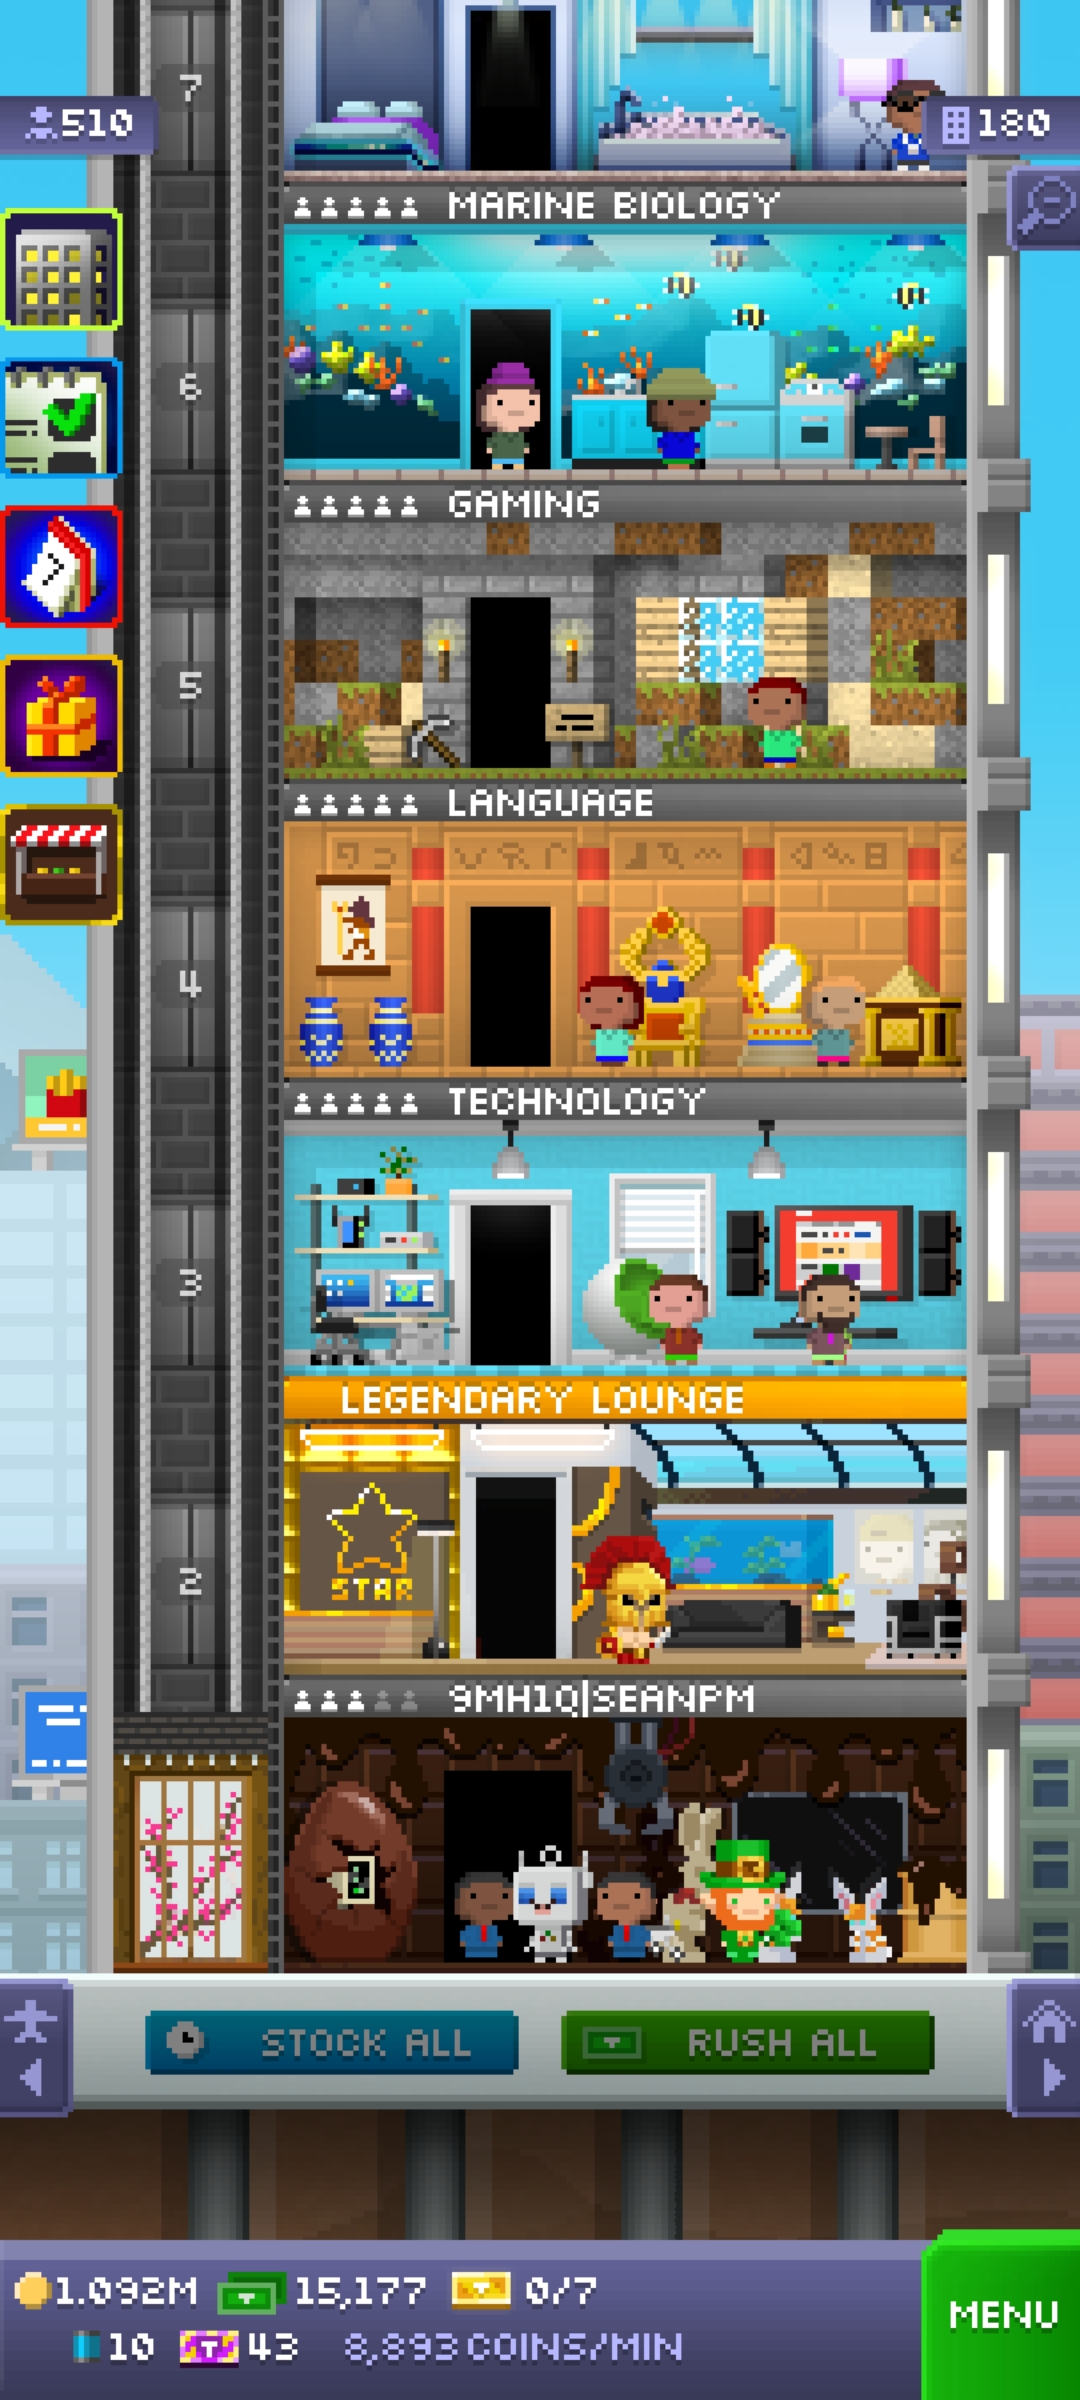 7
510
180
MARINE BIOLOGY
6
GAMING
5
LANGUAGE
4
TECHNOLOGY
3
LEGENDARY LOUNGE
STAR
2
9MH1Q|SEANPM
STOCK ALL
RUSH ALL
1.092M
15,177
0/7
MENU
10
43
8,893 COINS/MIN